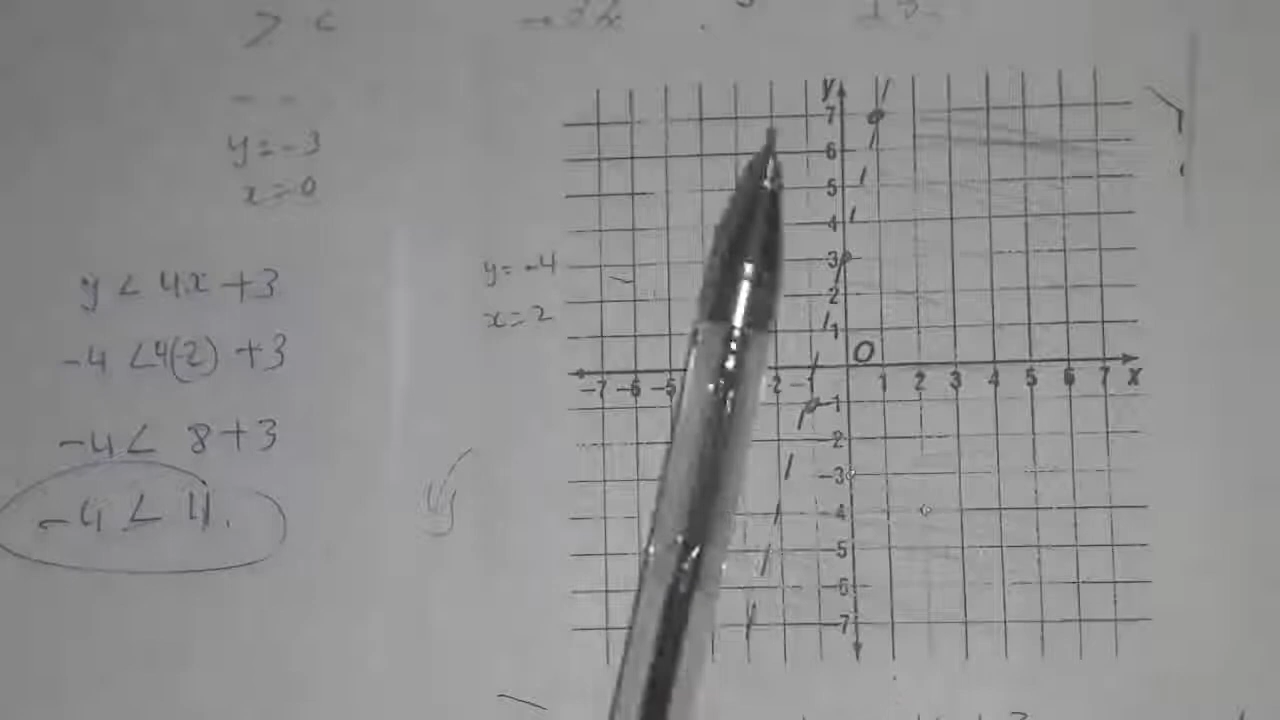 > <
y = -3
x = 0
y < 4x + 3
-4 < 4(2) + 3
-4 < 8 + 3
-4 < 11.
y = -4
x = 2
y
7
6
5
4
3
2
1
O
-7 -6 -5 -2 -1 1 2 3 4 5 6 7 x
-1
-2
-3
-4
-5
-6
-7